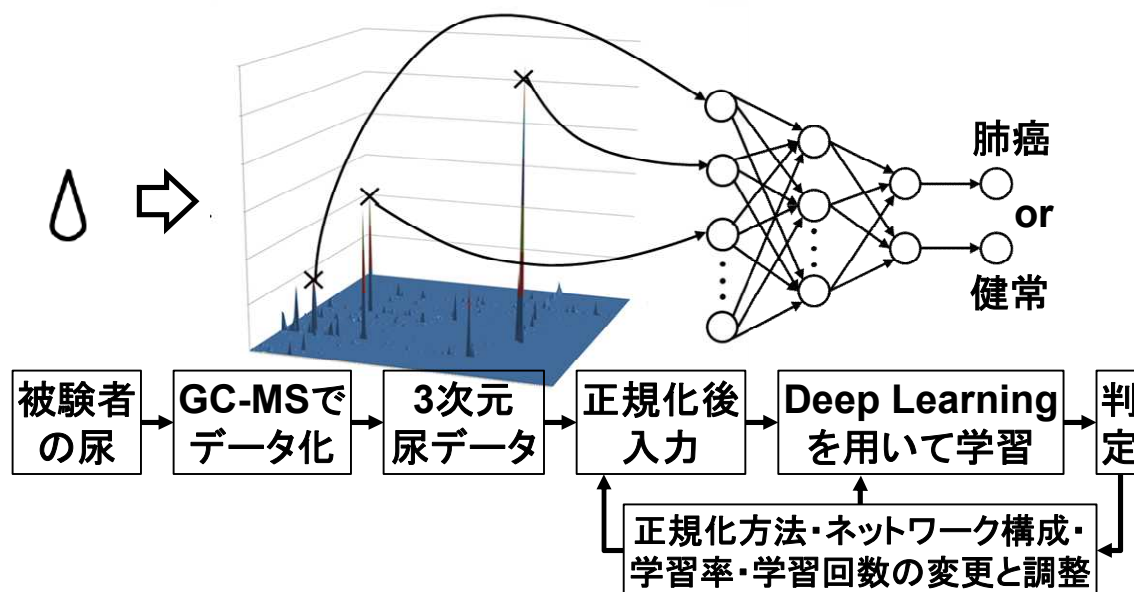 肺癌
or
健常
被験者
の尿
GC-MSで
データ化
3次元
尿データ
正規化後
入力
Deep Learning
を用いて学習
判
定
正規化方法・ネットワーク構成・
学習率・学習回数の変更と調整